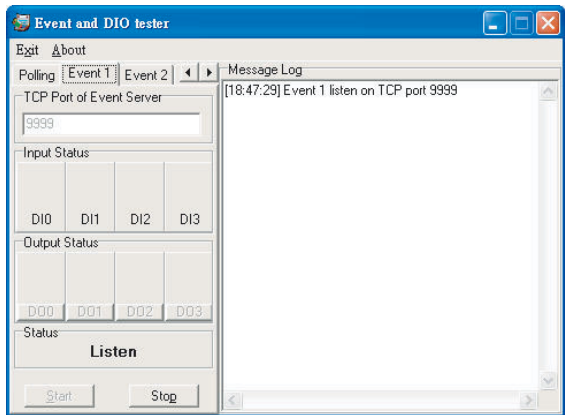 Event and DIO tester
Exit About
Polling Event 1 Event 2
TCP Port of Event Server
9999
Input Status
DI0 DI1 DI2 DI3
Output Status
DO0 DO1 DO2 DO3
Status
Listen
Start Stop
Message Log
[18:47:29] Event 1 listen on TCP port 9999